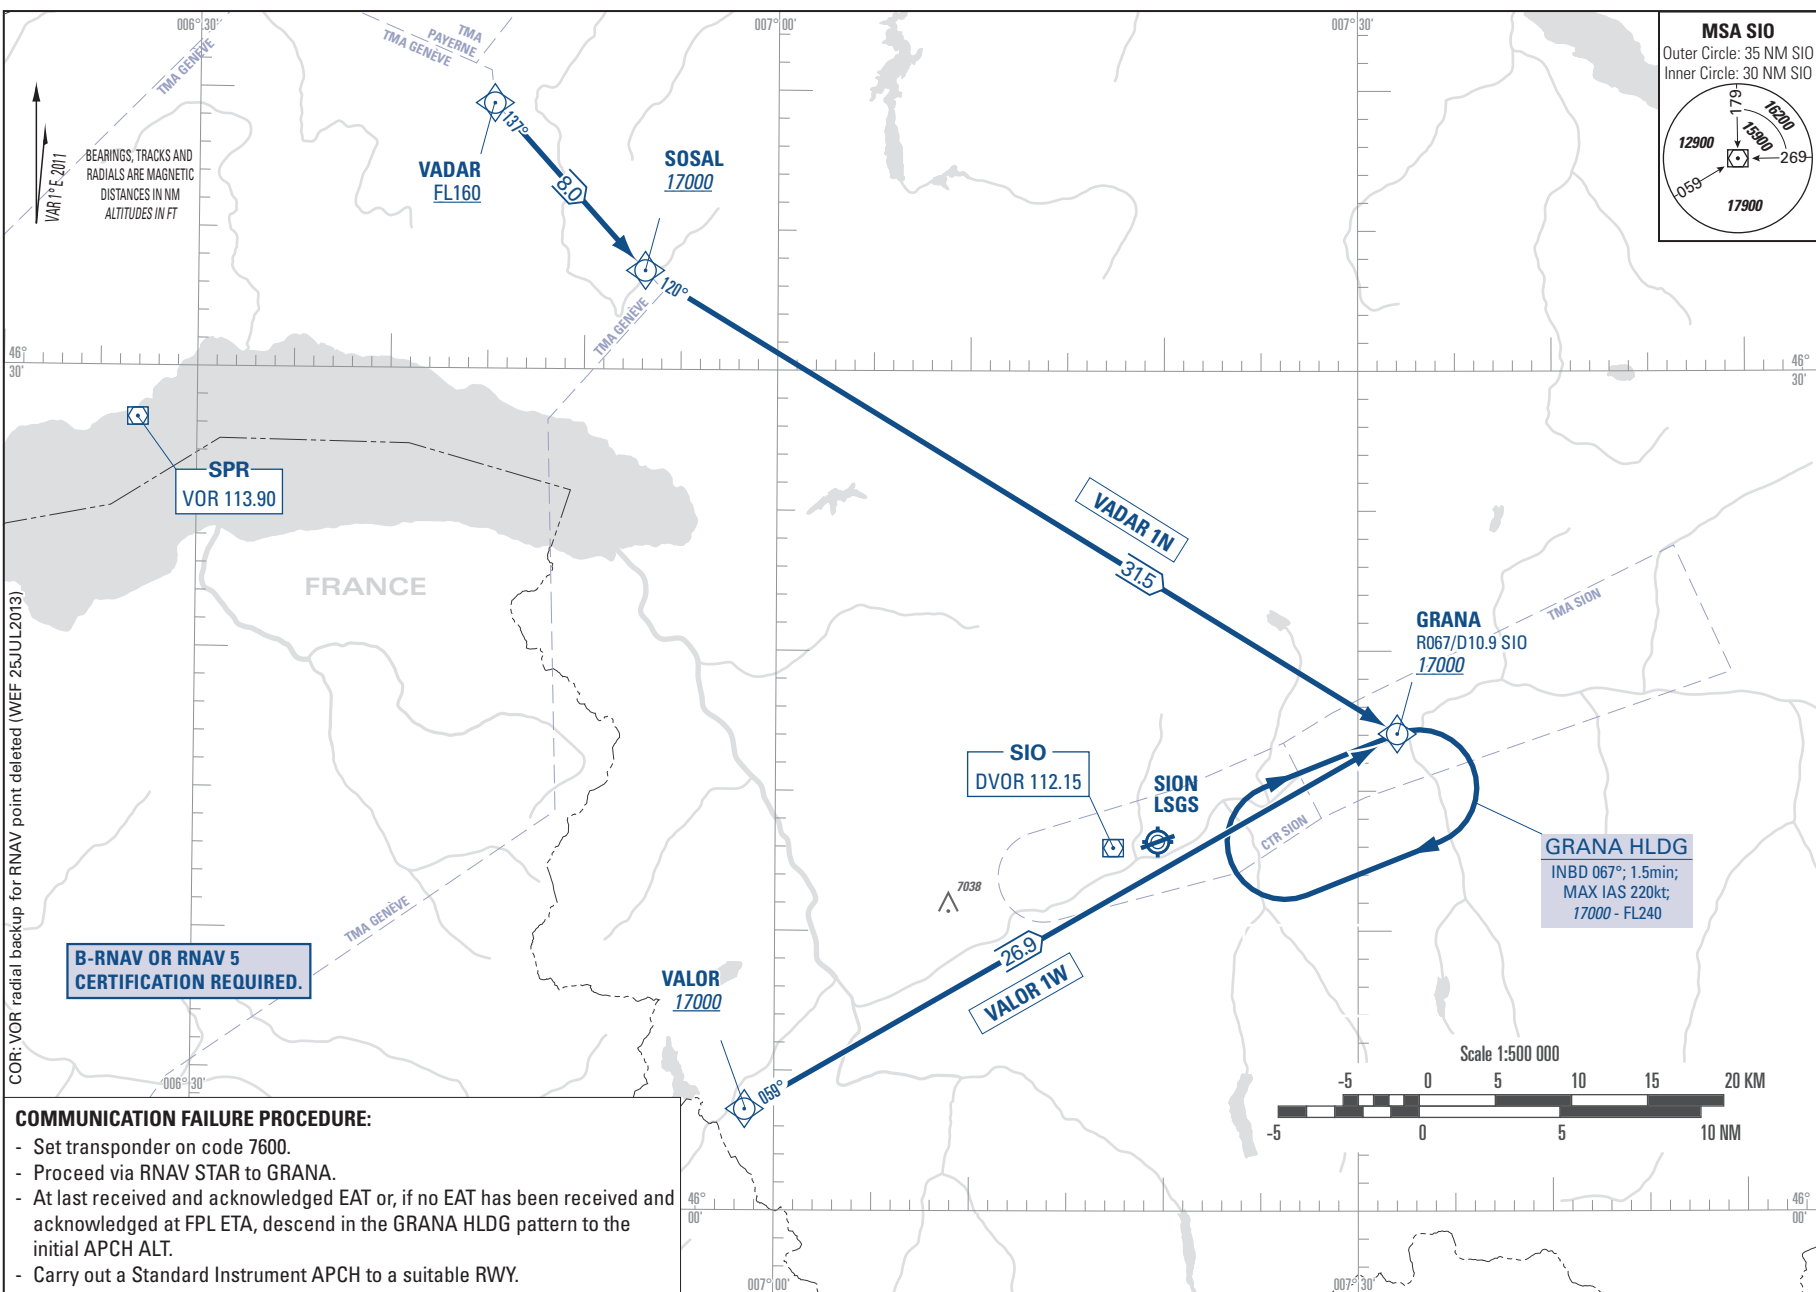 006° 30'
007° 00'
007° 30'
TMA GENÈVE
TMA
PAYERNE
TMA GENÈVE
MSA SIO
Outer Circle: 35 NM SIO
Inner Circle: 30 NM SIO
179
16200
15900
12900
269
059
17900
VAR 1° E 2011
BEARINGS, TRACKS AND
RADIALS ARE MAGNETIC
DISTANCES IN NM
ALTITUDES IN FT
137°
VADAR
FL160
8.0
SOSAL
17000
120°
TMA GENÈVE
46°
30'
46°
30'
SPR
VOR 113.90
FRANCE
VADAR 1N
31.5
TMA SION
GRANA
R067/D10.9 SIO
17000
SIO
DVOR 112.15
SION
LSGS
CTR SION
GRANA HLDG
INBD 067°; 1.5min;
MAX IAS 220kt;
17000 - FL240
7038
TMA GENÈVE
B-RNAV OR RNAV 5
CERTIFICATION REQUIRED.
26.9
VALOR 1W
VALOR
17000
059°
COR: VOR radial backup for RNAV point deleted (WEF 25JUL2013)
006° 30'
Scale 1:500 000
-5 0 5 10 15 20 KM
-5 0 5 10 NM
COMMUNICATION FAILURE PROCEDURE:
- Set transponder on code 7600.
- Proceed via RNAV STAR to GRANA.
- At last received and acknowledged EAT or, if no EAT has been received and
acknowledged at FPL ETA, descend in the GRANA HLDG pattern to the
initial APCH ALT.
- Carry out a Standard Instrument APCH to a suitable RWY.
46°
00'
46°
00'
007° 00'
007° 30'